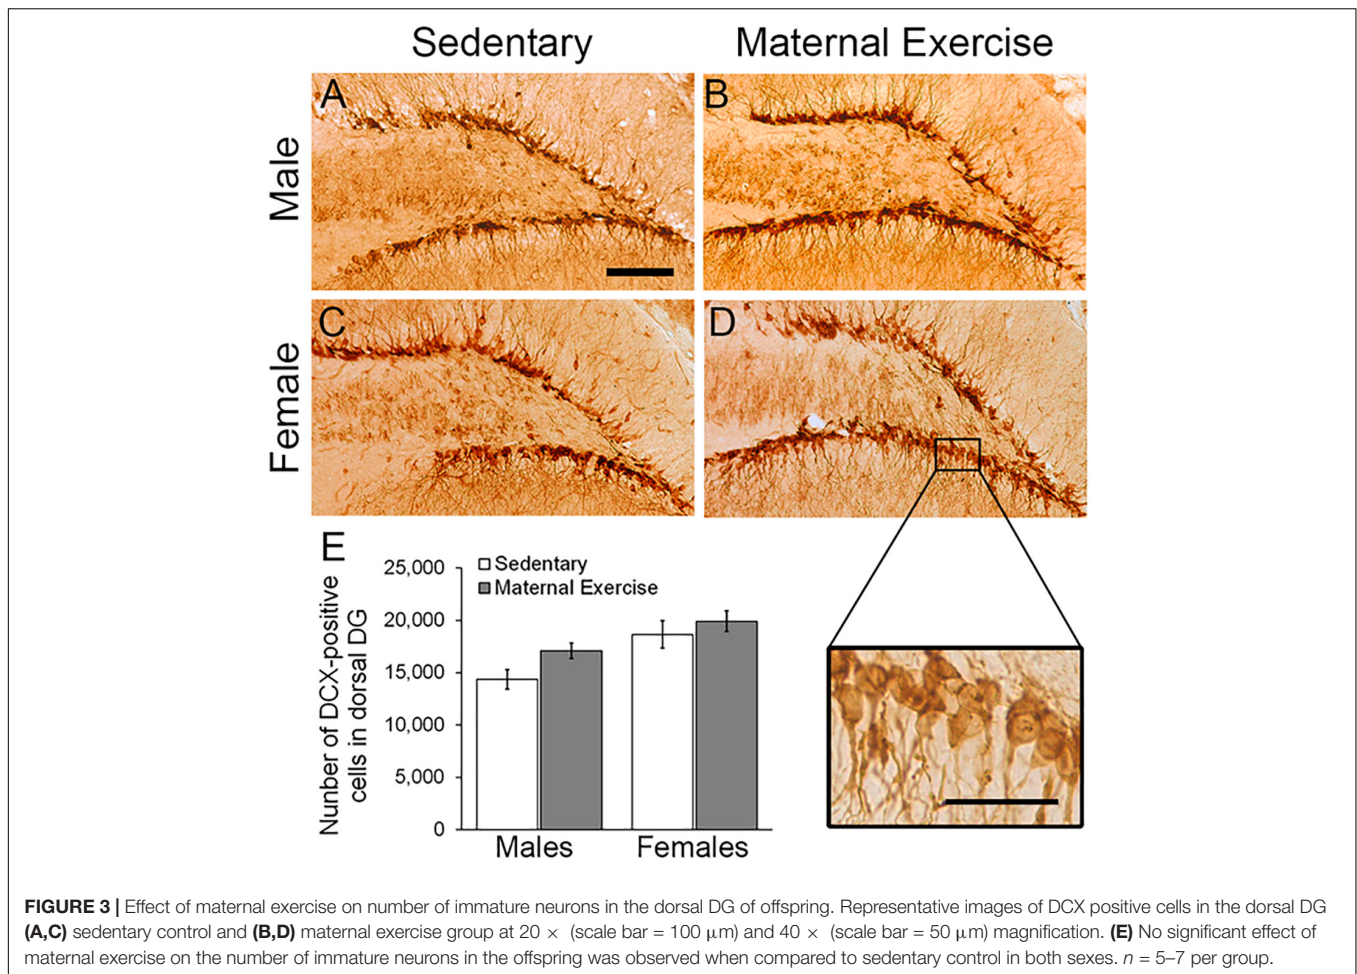 Sedentary
Maternal Exercise
Male
A
B
Female
C
D
E
Nunber of DCX-positive
cells in dorsal DG
25,000
20,000
15,000
10,000
5,000
0
Sedentary
Maternal Exercise
Males
Females
FIGURE 3 | Effect of maternal exercise on number of immature neurons in the dorsal DG of offspring. Representative images of DCX positive cells in the dorsal DG
(A,C) sedentary control and (B,D) maternal exercise group at 20 × (scale bar = 100 μm) and 40 × (scale bar = 50 μm) magnification. (E) No significant effect of
maternal exercise on the number of immature neurons in the offspring was observed when compared to sedentary control in both sexes. n = 5–7 per group.